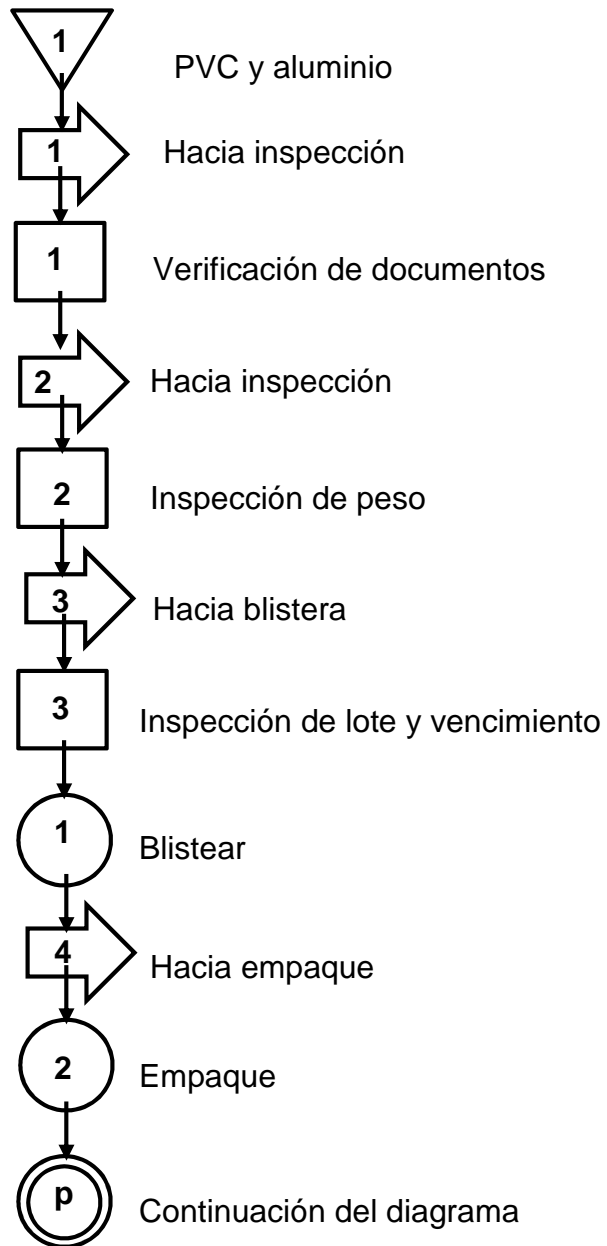 1 PVC y aluminio
1 Hacia inspección
1 Verificación de documentos
2 Hacia inspección
2 Inspección de peso
3 Hacia blistera
3 Inspección de lote y vencimiento
1 Blistear
4 Hacia empaque
2 Empaque
p Continuación del diagrama